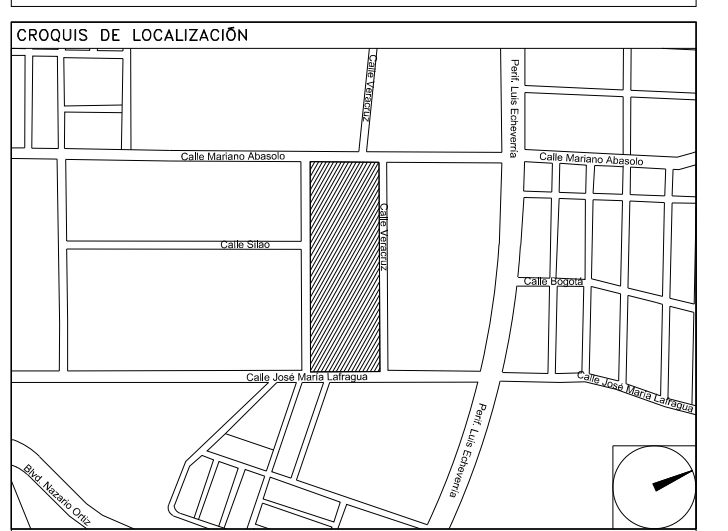 CROQUIS DE LOCALIZACIÓN
Calle Veracruz
Perif. Luis Echeverría
Calle Mariano Abasolo
Calle Mariano Abasolo
Calle Veracruz
Calle Silao
Calle Bogotá
Calle José María Lafragua
Calle José María Lafragua
Perif. Luis Echeverría
Blvd. Nazario Ortiz